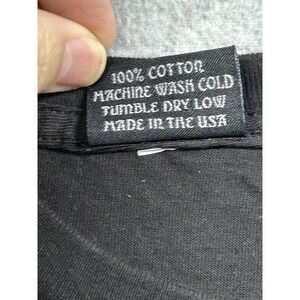 100% COTTON
MACHINE WASH COLD
TUMBLE DRY LOW
MADE IN THE USA